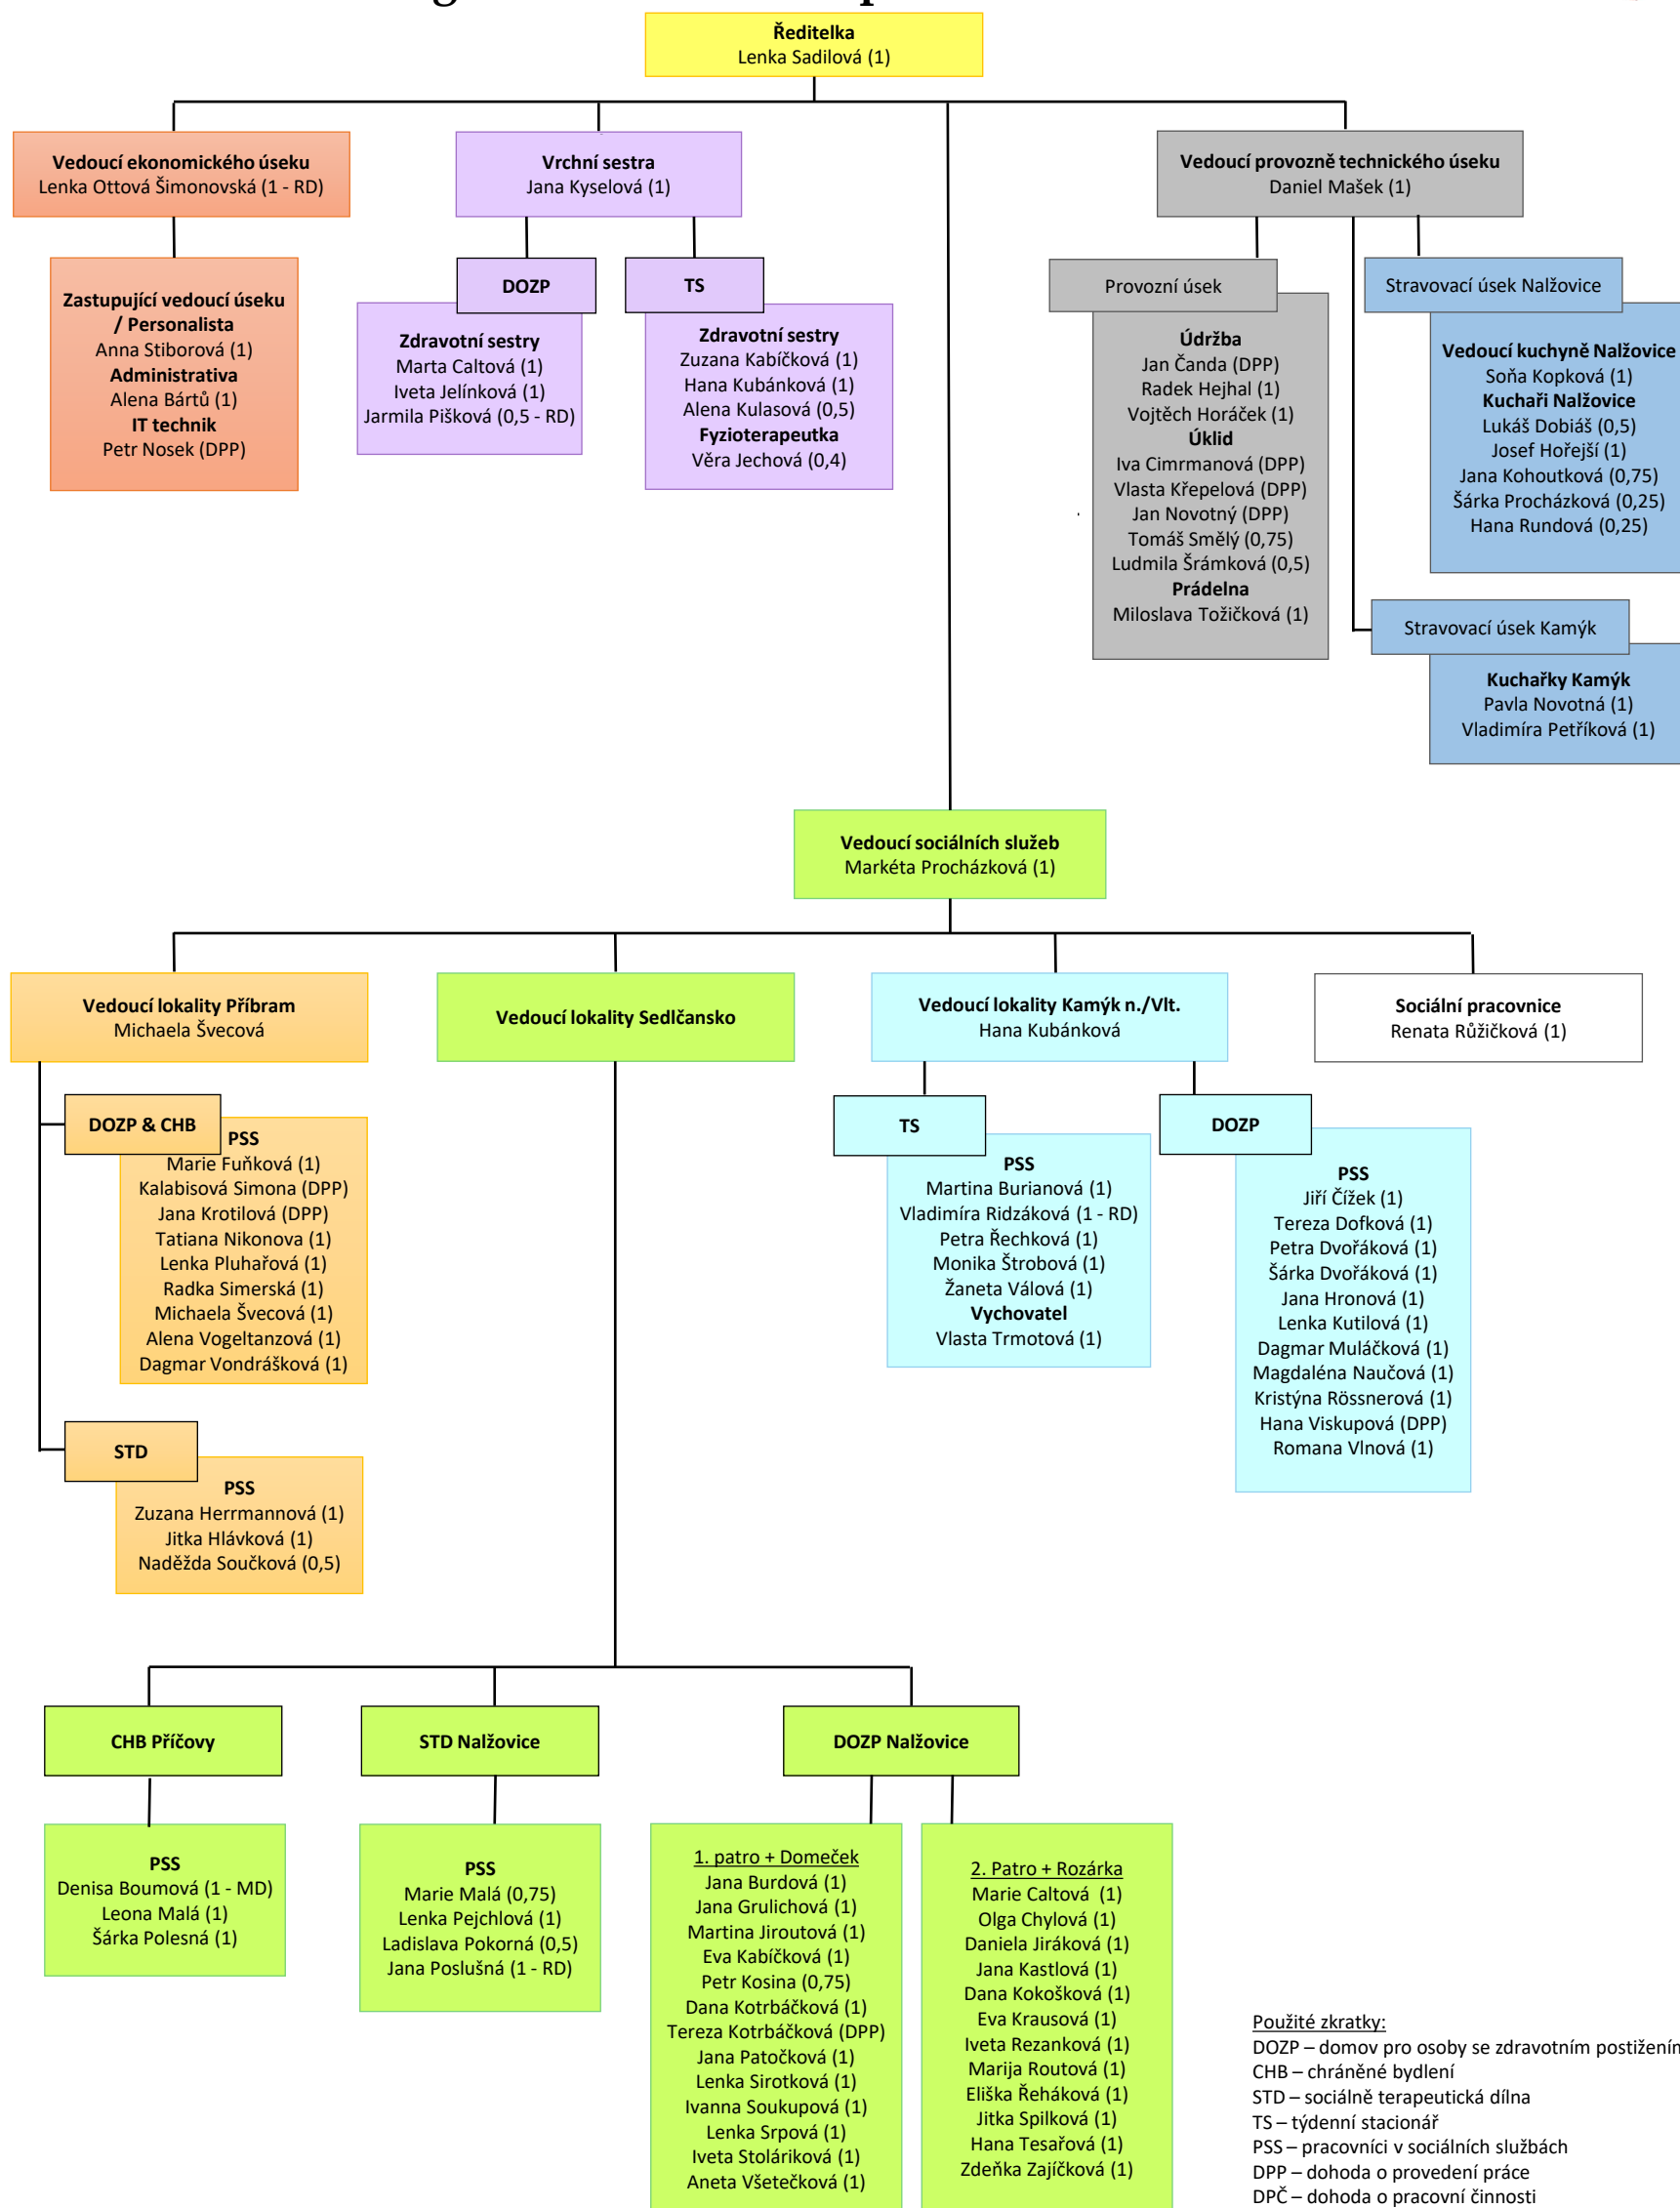 Ředitelka
Lenka Sadilová (1)
Vedoucí ekonomického úseku
Lenka Ottová Šimonovská (1 - RD)
Vrchní sestra
Jana Kyselová (1)
Vedoucí provozně technického úseku
Daniel Mašek (1)
Zastupující vedoucí úseku
/ Personalista
Anna Stiborová (1)
Administrativa
Alena Bártů (1)
IT technik
Petr Nosek (DPP)
DOZP
Zdravotní sestry
Marta Caltová (1)
Iveta Jelínková (1)
Jarmila Pišková (0,5 - RD)
TS
Zdravotní sestry
Zuzana Kabíčková (1)
Hana Kubánková (1)
Alena Kulasová (0,5)
Fyzioterapeutka
Věra Jechová (0,4)
Provozní úsek
Údržba
Jan Čanda (DPP)
Radek Hejhal (1)
Vojtěch Horáček (1)
Úklid
Iva Cimrmanová (DPP)
Vlasta Křepelová (DPP)
Jan Novotný (DPP)
Tomáš Smělý (0,75)
Ludmila Šrámková (0,5)
Prádelna
Miloslava Tožičková (1)
Stravovací úsek Nalžovice
Vedoucí kuchyně Nalžovice
Soňa Kopková (1)
Kuchaři Nalžovice
Lukáš Dobiáš (0,5)
Josef Hořejší (1)
Jana Kohoutková (0,75)
Šárka Procházková (0,25)
Hana Rundová (0,25)
Stravovací úsek Kamýk
Kuchařky Kamýk
Pavla Novotná (1)
Vladimíra Petříková (1)
Vedoucí sociálních služeb
Markéta Procházková (1)
Vedoucí lokality Příbram
Michaela Švecová
Vedoucí lokality Sedlčansko
Vedoucí lokality Kamýk n./Vlt.
Hana Kubánková
Sociální pracovnice
Renata Růžičková (1)
DOZP & CHB
PSS
Marie Fuňková (1)
Kalabisová Simona (DPP)
Jana Krotilová (DPP)
Tatiana Nikonova (1)
Lenka Pluhařová (1)
Radka Simerská (1)
Michaela Švecová (1)
Alena Vogeltanzová (1)
Dagmar Vondrášková (1)
STD
PSS
Zuzana Herrmannová (1)
Jitka Hlávková (1)
Naděžda Součková (0,5)
TS
PSS
Martina Burianová (1)
Vladimíra Ridzáková (1 - RD)
Petra Řechková (1)
Monika Štrobová (1)
Žaneta Válová (1)
Vychovatel
Vlasta Trmotová (1)
DOZP
PSS
Jiří Čížek (1)
Tereza Dofková (1)
Petra Dvořáková (1)
Šárka Dvořáková (1)
Jana Hronová (1)
Lenka Kutilová (1)
Dagmar Muláčková (1)
Magdaléna Naučová (1)
Kristýna Rössnerová (1)
Hana Viskupová (DPP)
Romana Vlnová (1)
CHB Příčovy
PSS
Denisa Boumová (1 - MD)
Leona Malá (1)
Šárka Polesná (1)
STD Nalžovice
PSS
Marie Malá (0,75)
Lenka Pejchlová (1)
Ladislava Pokorná (0,5)
Jana Poslušná (1 - RD)
DOZP Nalžovice
1. patro + Domeček
Jana Burdová (1)
Jana Grulichová (1)
Martina Jiroutová (1)
Eva Kabíčková (1)
Petr Kosina (0,75)
Dana Kotrbáčková (1)
Tereza Kotrbáčková (DPP)
Jana Patočková (1)
Lenka Sirotková (1)
Ivanna Soukupová (1)
Lenka Srpová (1)
Iveta Stoláriková (1)
Aneta Všetečková (1)
2. Patro + Rozárka
Marie Caltová (1)
Olga Chylová (1)
Daniela Jiráková (1)
Jana Kastlová (1)
Dana Kokošková (1)
Eva Krausová (1)
Iveta Rezanková (1)
Marija Routová (1)
Eliška Řeháková (1)
Jitka Spilková (1)
Hana Tesařová (1)
Zdeňka Zajíčková (1)
Použité zkratky:
DOZP – domov pro osoby se zdravotním postižením
CHB – chráněné bydlení
STD – sociálně terapeutická dílna
TS – týdenní stacionář
PSS – pracovníci v sociálních službách
DPP – dohoda o provedení práce
DPČ – dohoda o pracovní činnosti